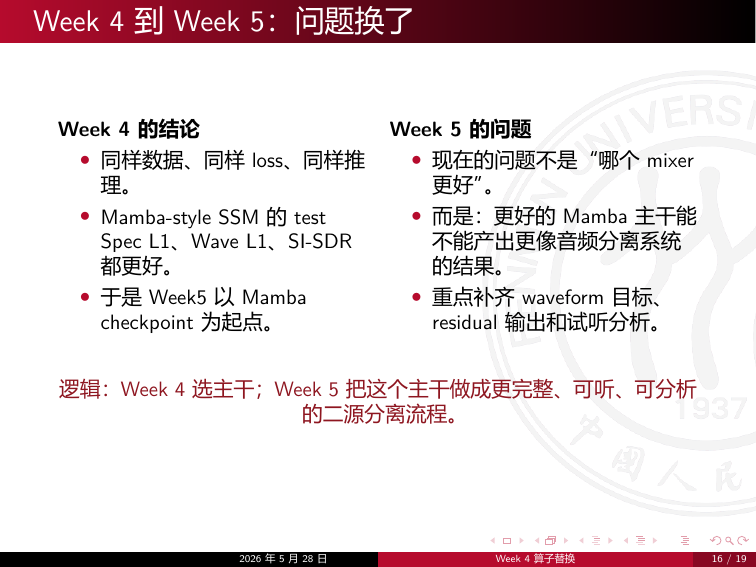 Week 4 到 Week 5：问题换了
Week 4 的结论
• 同样数据、同样 loss、同样推
理。
• Mamba-style SSM 的 test
Spec L1、Wave L1、SI-SDR
都更好。
• 于是 Week5 以 Mamba
checkpoint 为起点。
Week 5 的问题
• 现在的问题不是“哪个 mixer
更好”。
• 而是：更好的 Mamba 主干能
不能产出更像音频分离系统
的结果。
• 重点补齐 waveform 目标、
residual 输出和试听分析。
逻辑：Week 4 选主干；Week 5 把这个主干做成更完整、可听、可分析
的二源分离流程。
1937
中国人民
2026 年 5 月 28 日
Week 4 算子替换
16 / 19